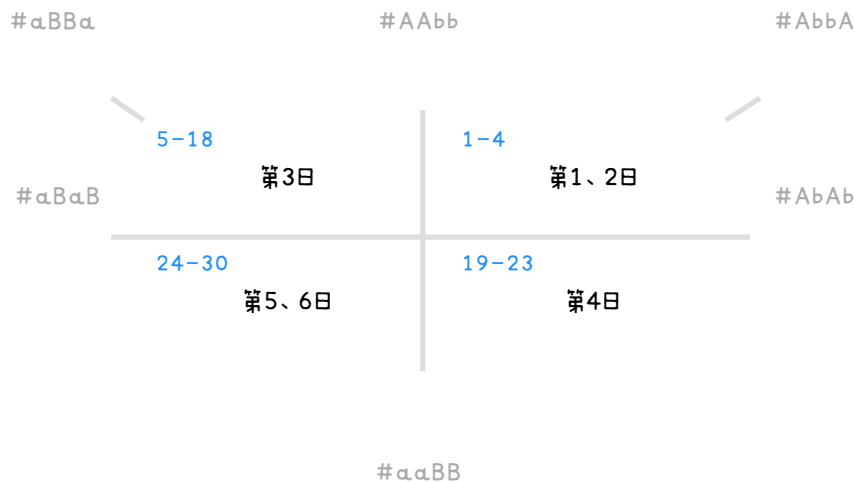 #aBBa
#AAbb
#AbbA
5-18
第3日
1-4
第1、2日
#aBaB
#AbAb
24-30
第5、6日
19-23
第4日
#aaBB